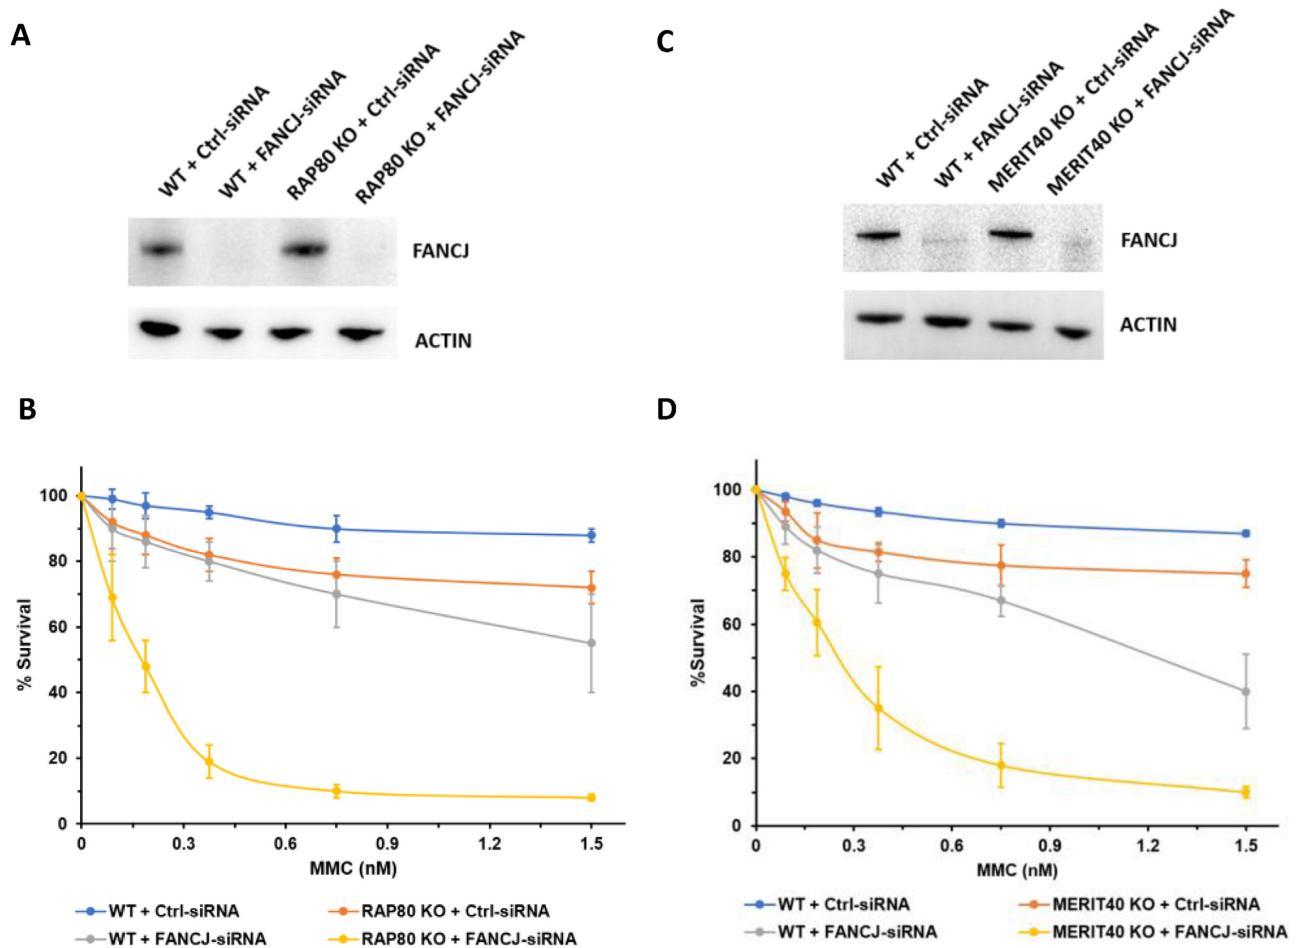 A
WT + Ctrl-siRNA
WT + FANCJ-siRNA
RAP80 KO + Ctrl-siRNA
RAP80 KO + FANCJ-siRNA
FANCJ
ACTIN
C
WT + Ctrl-siRNA
WT + FANCJ-siRNA
MERIT40 KO + Ctrl-siRNA
MERIT40 KO + FANCJ-siRNA
FANCJ
ACTIN
B
% Survival
100
80
60
40
20
0
0 0.3 0.6 0.9 1.2 1.5
MMC (nM)
WT + Ctrl-siRNA RAP80 KO + Ctrl-siRNA
WT + FANCJ-siRNA RAP80 KO + FANCJ-siRNA
D
%Survival
100
80
60
40
20
0
0 0.3 0.6 0.9 1.2 1.5
MMC (nM)
WT + Ctrl-siRNA MERIT40 KO + Ctrl-siRNA
WT + FANCJ-siRNA MERIT40 KO + FANCJ-siRNA